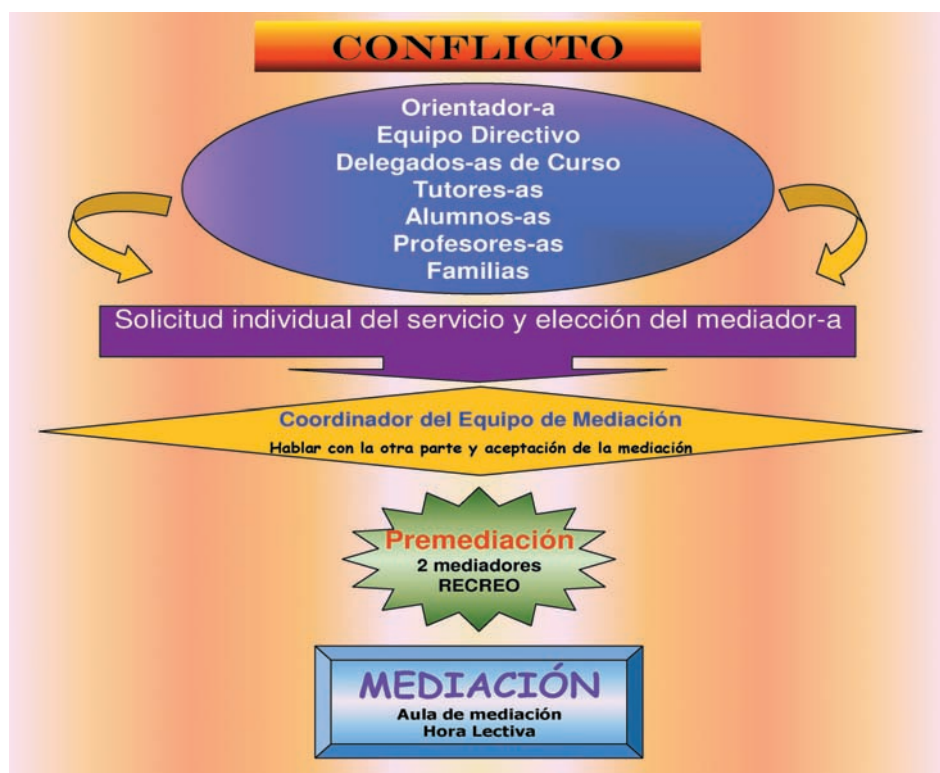 CONFLICTO
Orientador-a
Equipo Directivo
Delegados-as de Curso
Tutores-as
Alumnos-as
Profesores-as
Familias
Solicitud individual del servicio y elección del mediador-a
Coordinador del Equipo de Mediación
Hablar con la otra parte y aceptación de la mediación
Premediación
2 mediadores
RECREO
MEDIACIÓN
Aula de mediación
Hora Lectiva